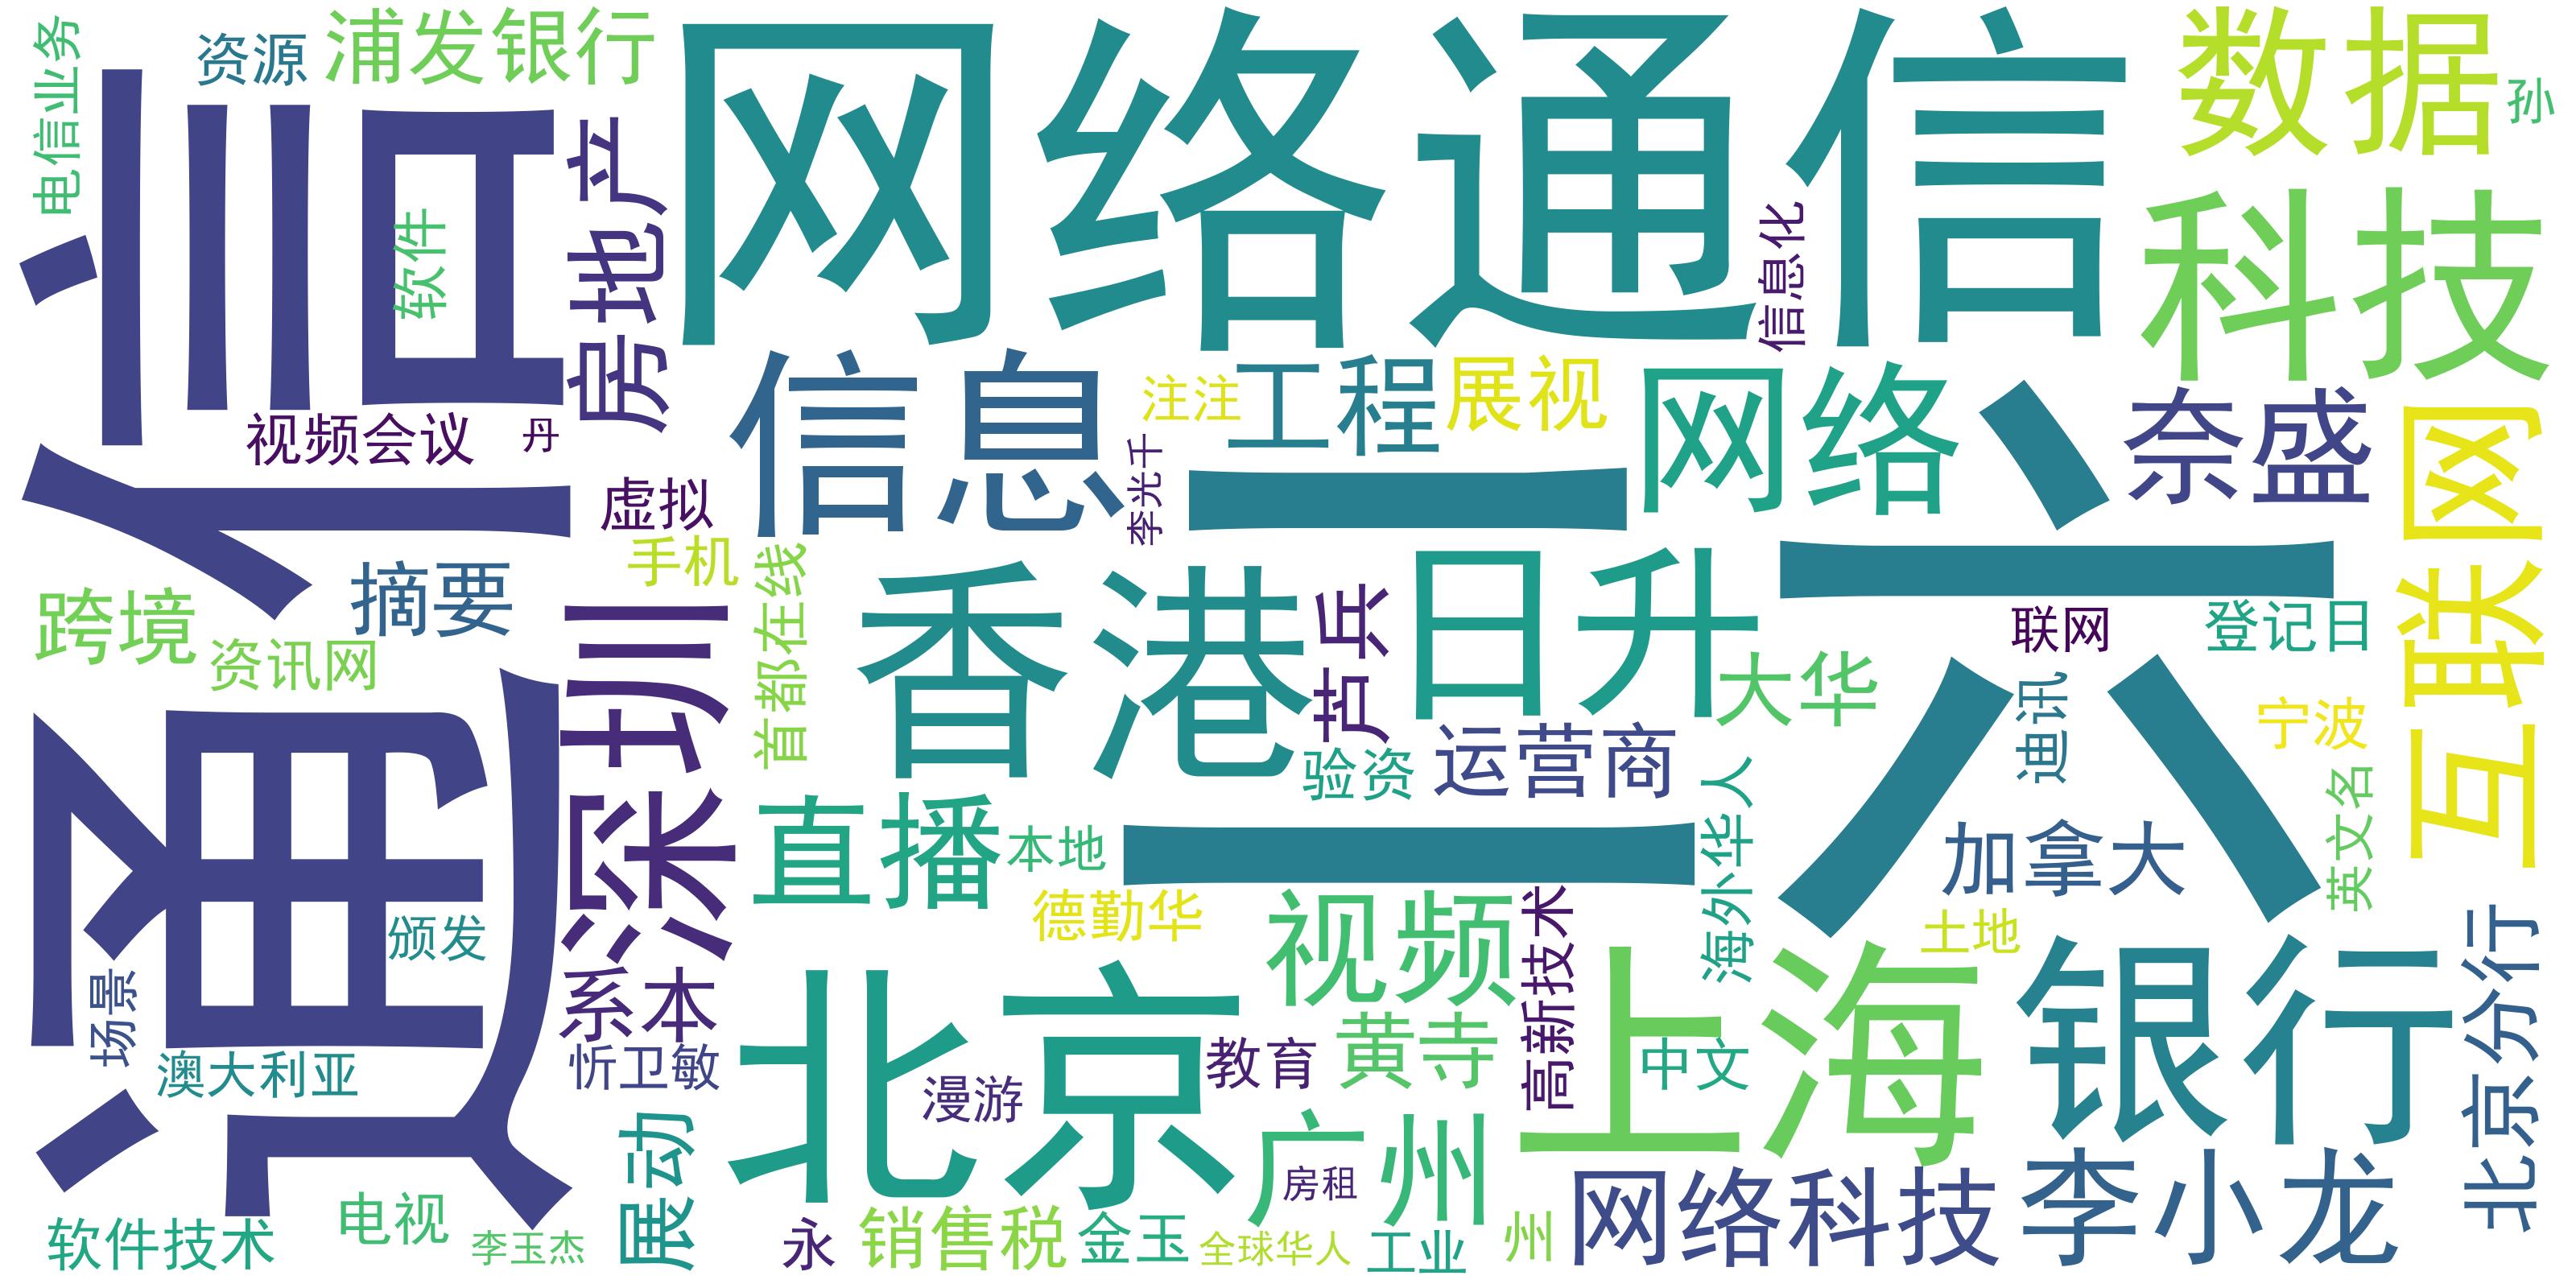 电信业务
资源
浦发银行
网络通信
数据
孙
通信
软件
房地产
信息化
科技
视频会议
丹
信息
注注
工程
展视
网络
奈盛
互联网
李光千
二六三
虚拟
手机
跨境
摘要
资讯网
深圳
首都在线
香港
芦兵
日升
大华
联网
登记日
迪讯
宁波
验资
运营商
海外华人
英文名
直播
本地
加拿大
颁发
德勤华
视频
高新技术
土地
上海
银行
北京分行
场景
系本
澳大利亚
忻卫敏
北京
漫游
教育
黄寺
中文
展动
广州
房租
网络科技
李小龙
软件技术
电视
李玉杰
永
销售税
金玉
全球华人
工业
州